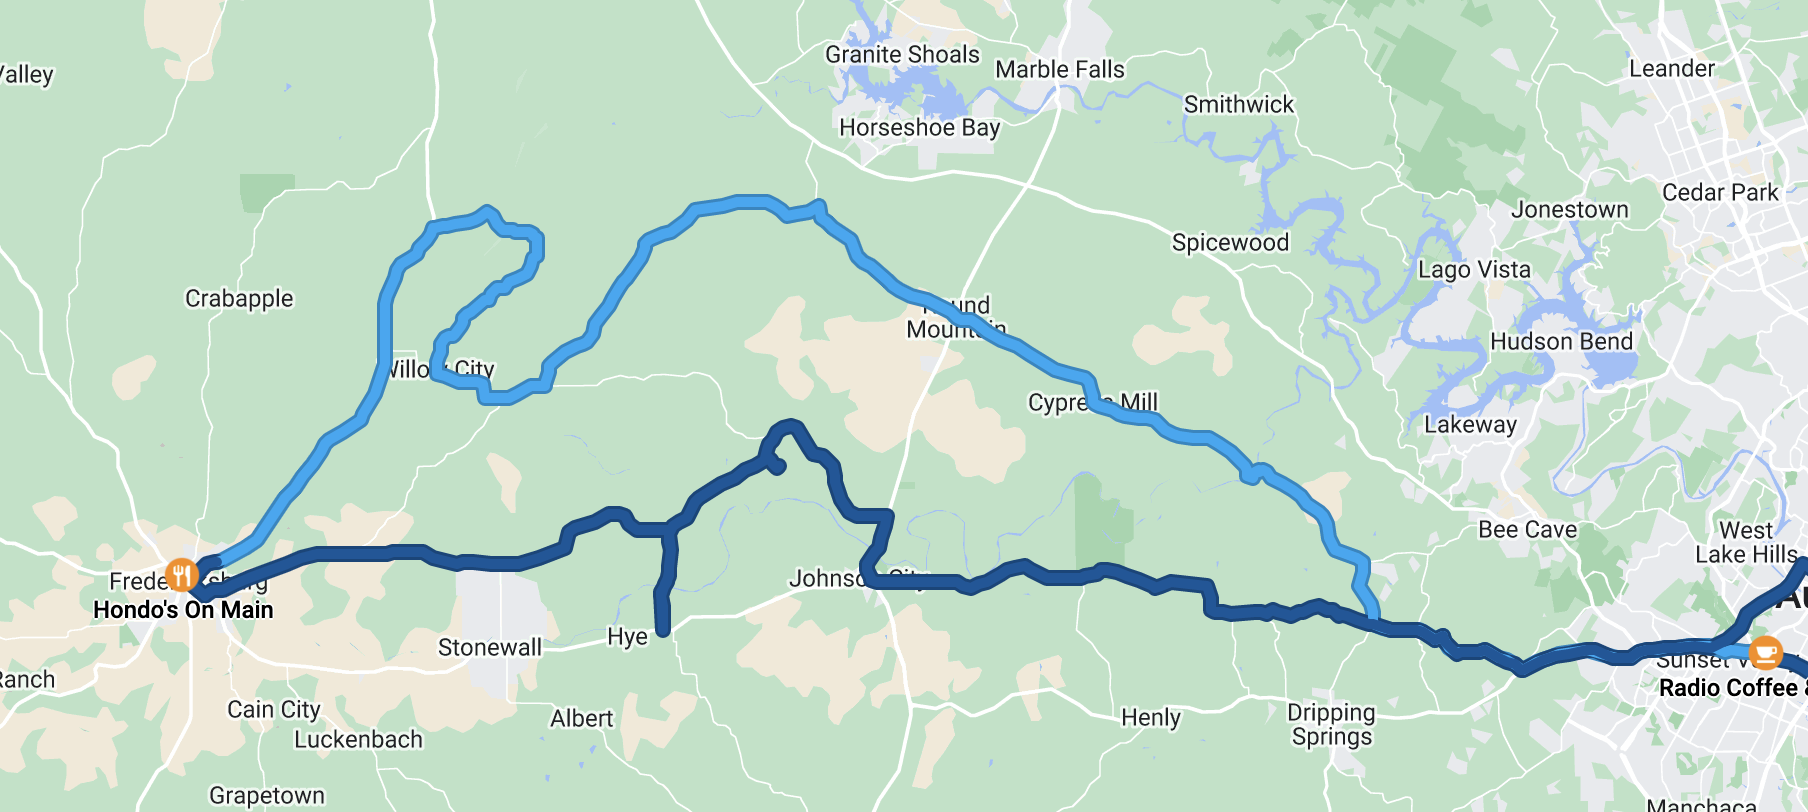 Granite Shoals
Marble Falls
Leander
Valley
Smithwick
Horseshoe Bay
Cedar Park
Jonestown
Spicewood
Lago Vista
Crabapple
Mountain
Hudson Bend
Willow City
Cypress Mill
Lakeway
Bee Cave
West
Lake Hills
Johnson City
Fredericksburg
Hondo's On Main
Hye
Stonewall
Sunset Valley
Radio Coffee &
Ranch
Cain City
Albert
Henly
Dripping
Springs
Luckenbach
Grapetown
Manchaca